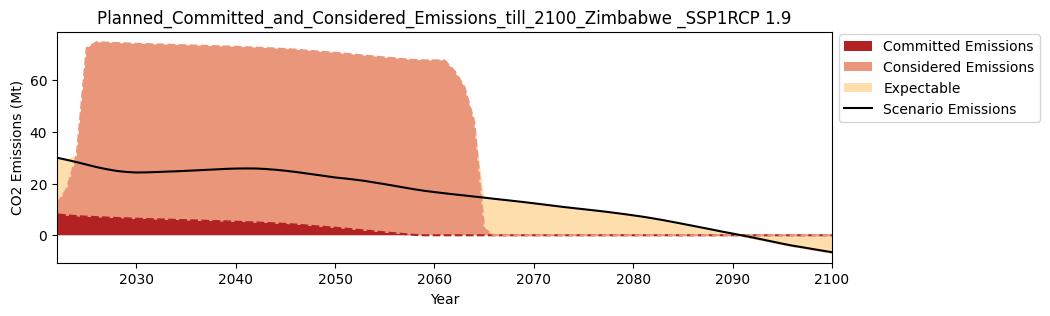 Planned_Committed_and_Considered_Emissions_till_2100_Zimbabwe _SSP1RCP 1.9
Committed Emissions
Considered Emissions
Expectable
Scenario Emissions
CO2 Emissions (Mt)
60
40
20
0
2030 2040 2050 2060 2070 2080 2090 2100
Year